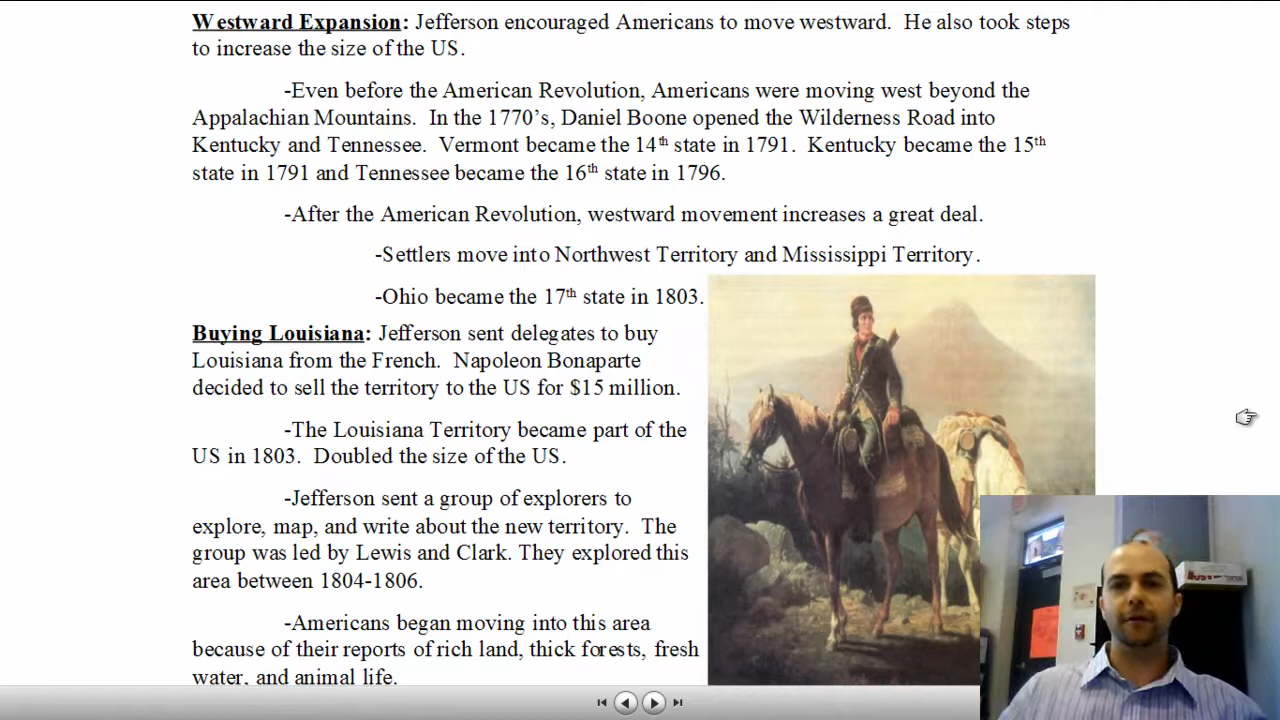 Westward Expansion: Jefferson encouraged Americans to move westward. He also took steps
to increase the size of the US.
-Even before the American Revolution, Americans were moving west beyond the
Appalachian Mountains. In the 1770's, Daniel Boone opened the Wilderness Road into
Kentucky and Tennessee. Vermont became the 14th state in 1791. Kentucky became the 15th
state in 1791 and Tennessee became the 16th state in 1796.
-After the American Revolution, westward movement increases a great deal.
-Settlers move into Northwest Territory and Mississippi Territory.
-Ohio became the 17th state in 1803.
Buying Louisiana: Jefferson sent delegates to buy
Louisiana from the French. Napoleon Bonaparte
decided to sell the territory to the US for $15 million.
-The Louisiana Territory became part of the
US in 1803. Doubled the size of the US.
-Jefferson sent a group of explorers to
explore, map, and write about the new territory. The
group was led by Lewis and Clark. They explored this
area between 1804-1806.
-Americans began moving into this area
because of their reports of rich land, thick forests, fresh
water, and animal life.